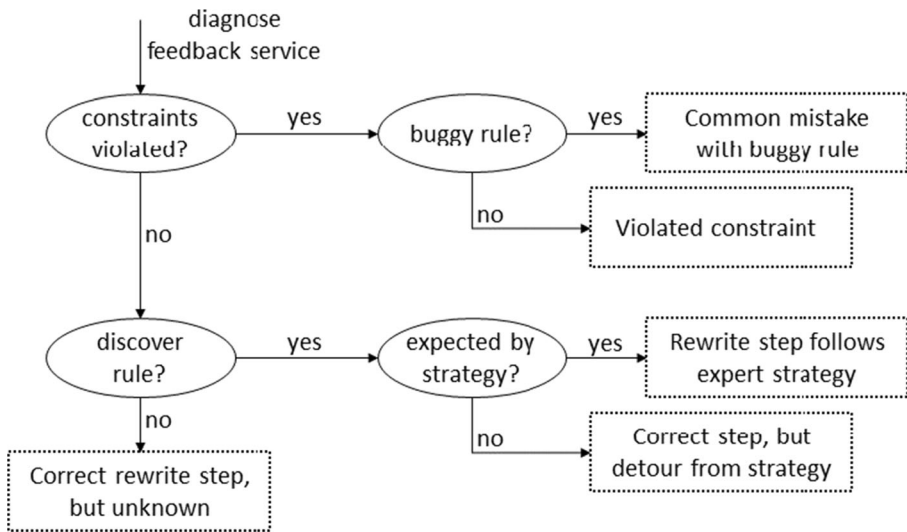 diagnose
feedback service
constraints
violated?
yes
buggy rule?
yes
Common mistake
with buggy rule
no
Violated constraint
no
discover
rule?
yes
expected by
strategy?
yes
Rewrite step follows
expert strategy
no
Correct step, but
detour from strategy
no
Correct rewrite step,
but unknown